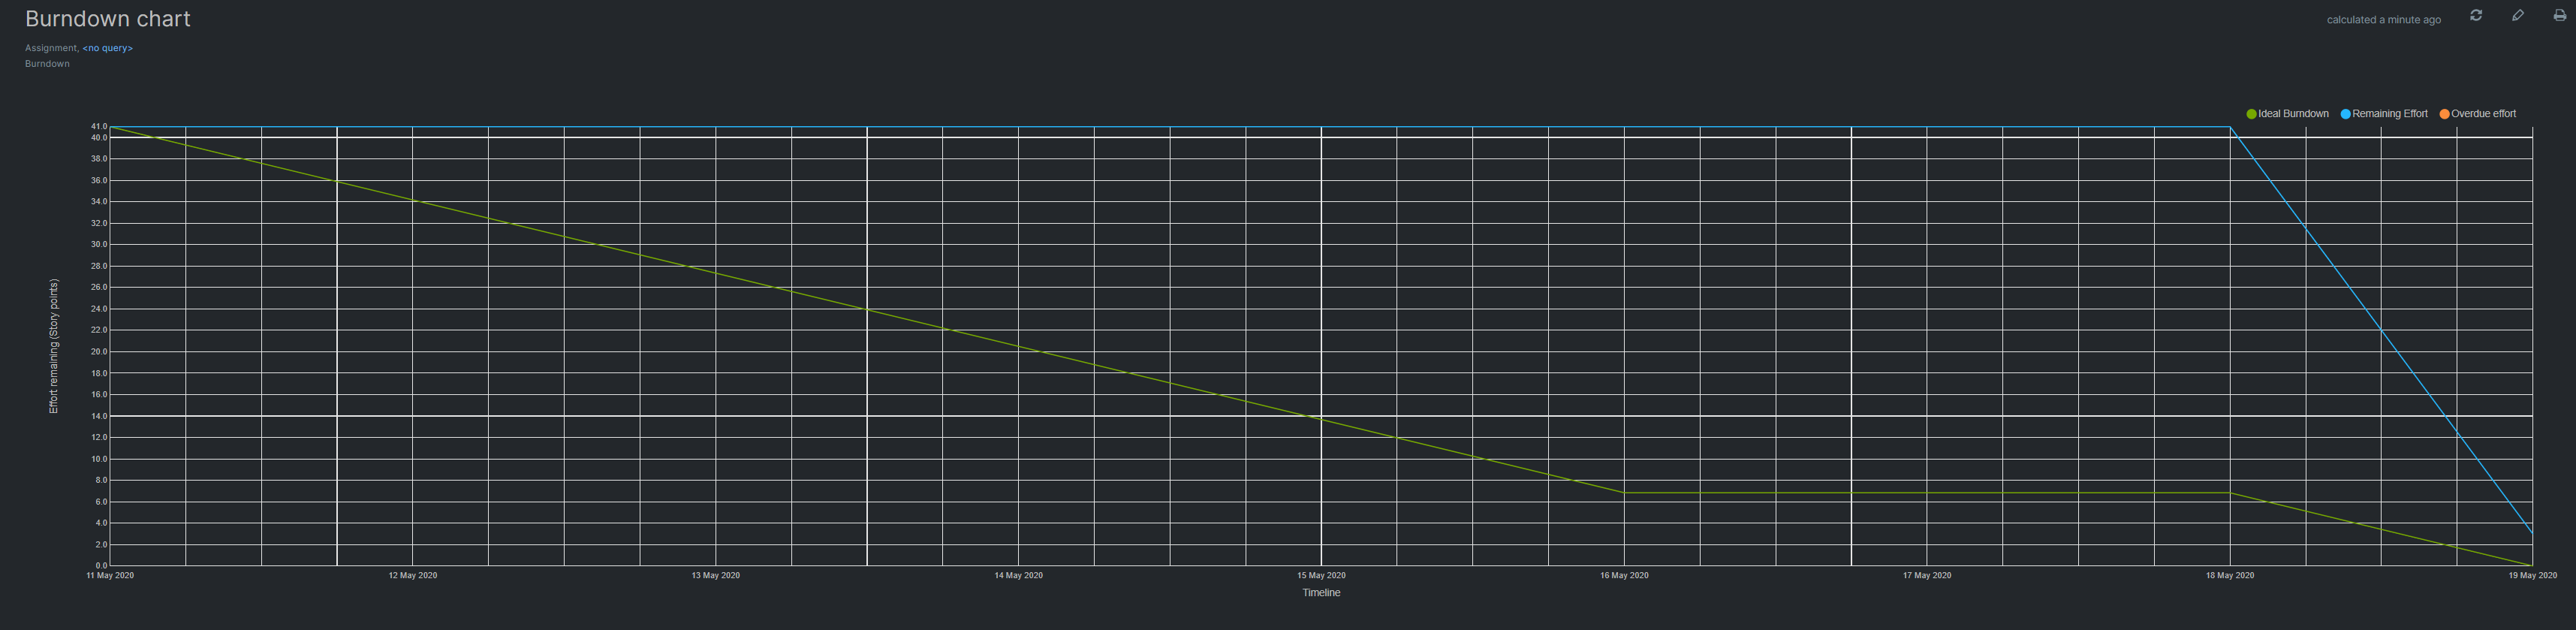 Burndown chart
calculated a minute ago
Assignment, <no query>
Burndown
Ideal Burndown Remaining Effort Overdue effort
41.0
40.0
38.0
36.0
34.0
32.0
30.0
28.0
26.0
24.0
22.0
20.0
18.0
16.0
14.0
12.0
10.0
8.0
6.0
4.0
2.0
0.0
Effort remaining (Story points)
11 May 2020 12 May 2020 13 May 2020 14 May 2020 15 May 2020 16 May 2020 17 May 2020 18 May 2020 19 May 2020
Timeline